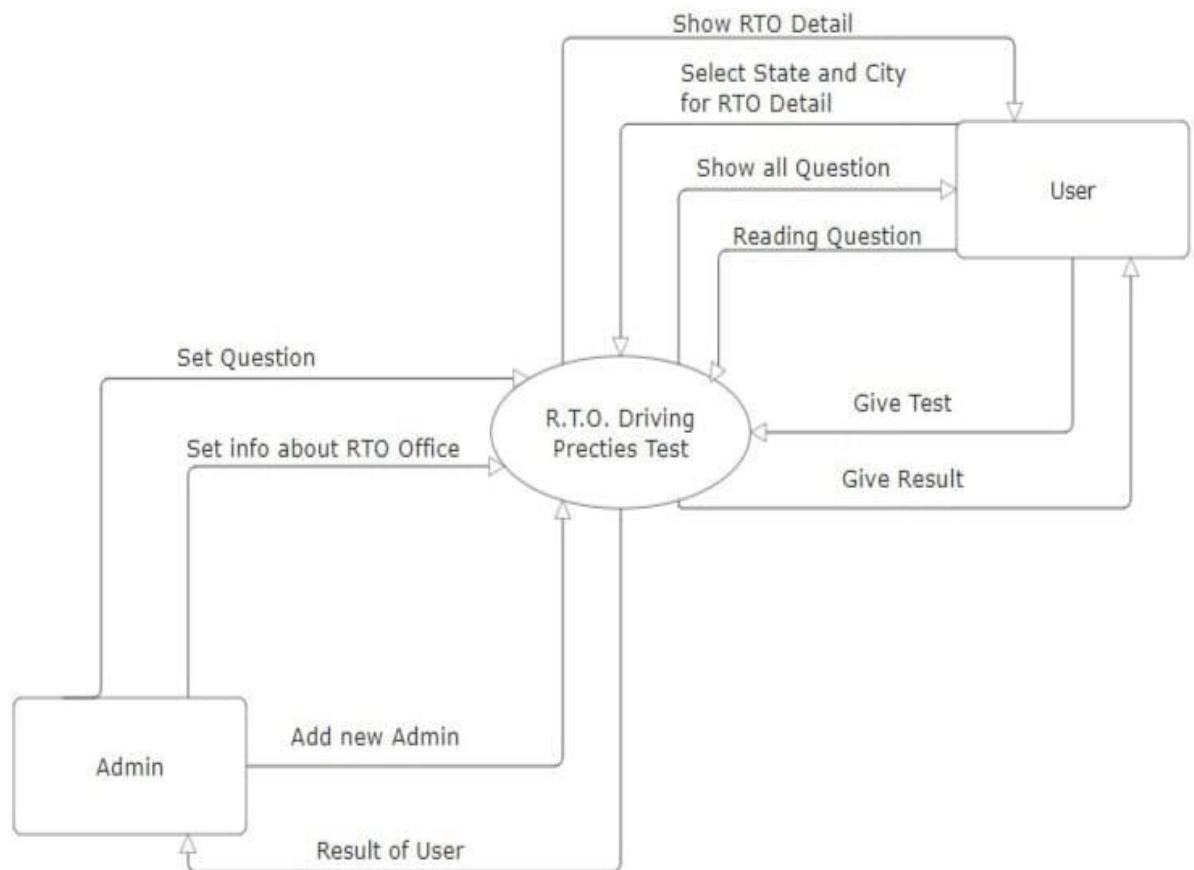 Show RTO Detail
Select State and City
for RTO Detail
Show all Question
User
Reading Question
Set Question
R.T.O. Driving
Precties Test
Give Test
Set info about RTO Office
Give Result
Add new Admin
Admin
Result of User